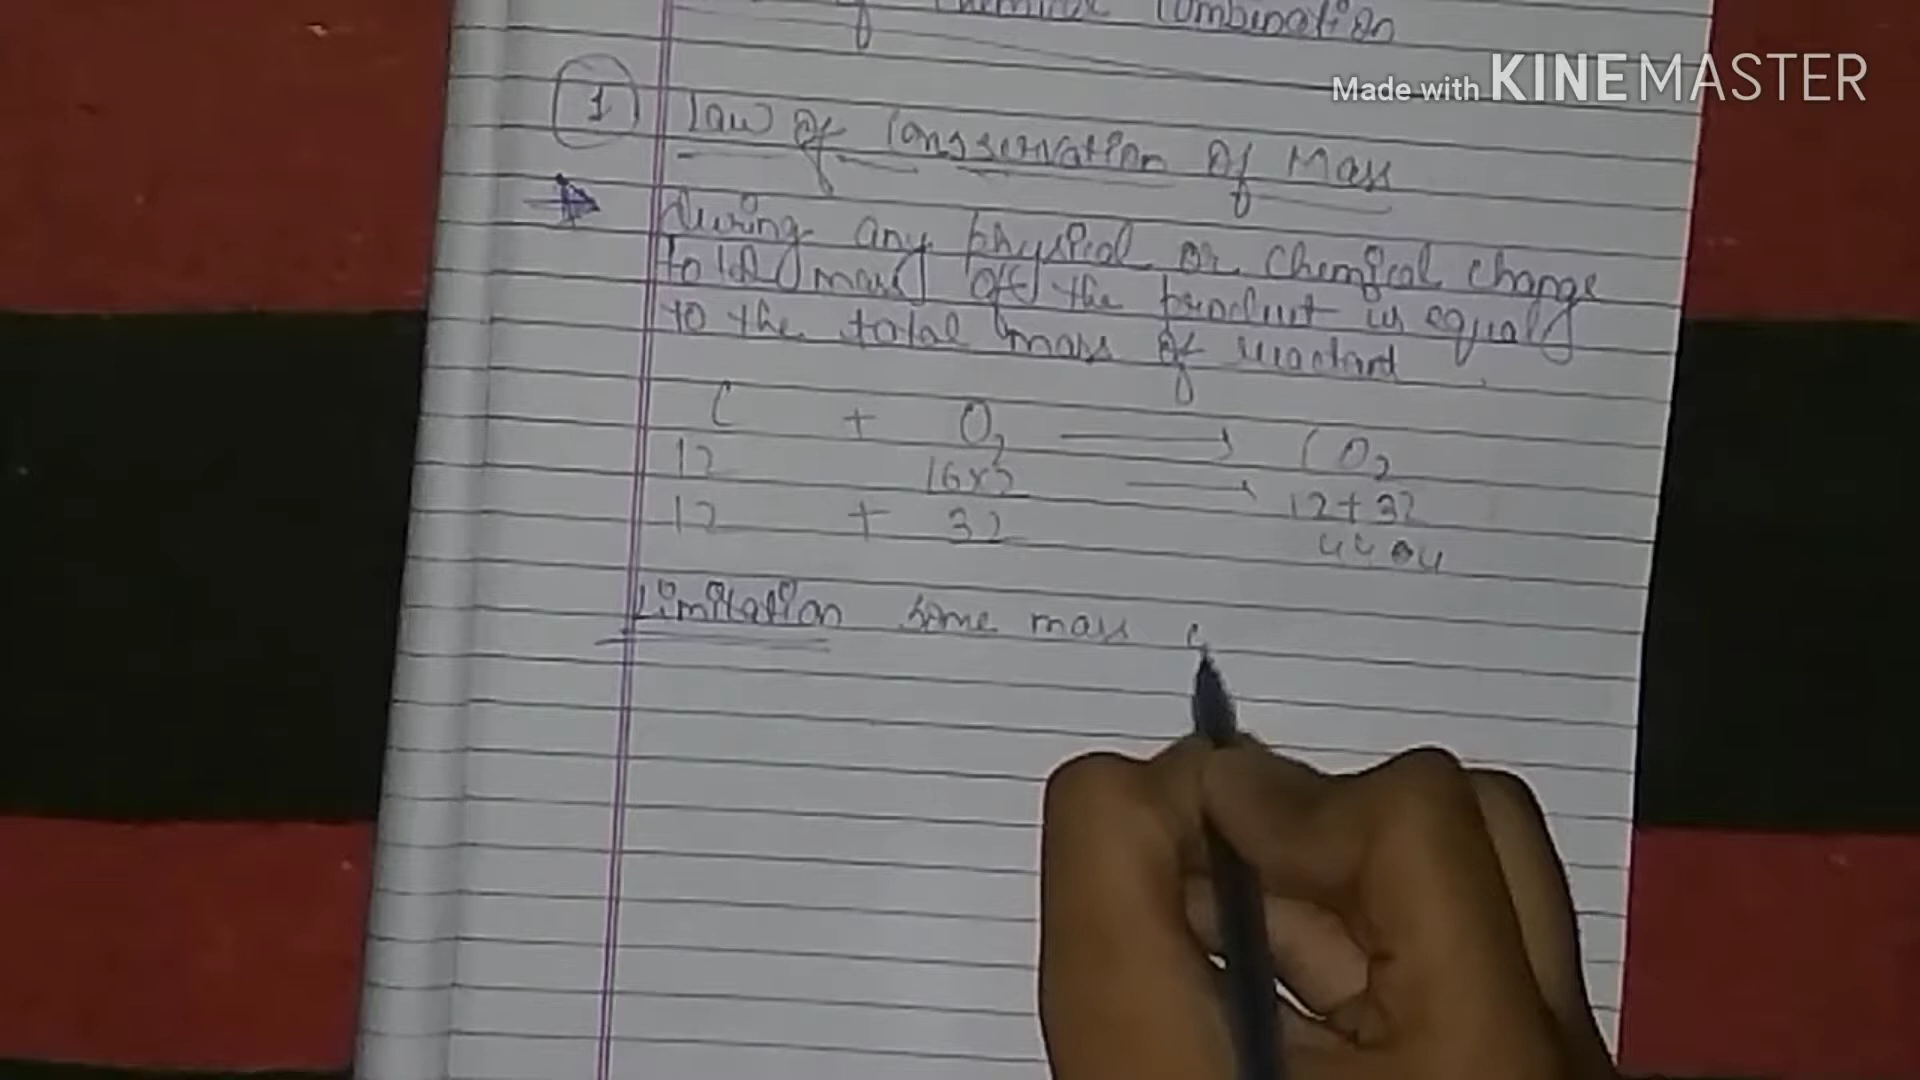 of Chemical Combination
Made with KINEMASTER
1 Law of Conservation of Mass
During any physical or chemical change
total mass of the product is equal
to the total mass of reactant
C + O2 → CO2
12 16x2 → 12+32
12 + 32 44
Limitation some mass